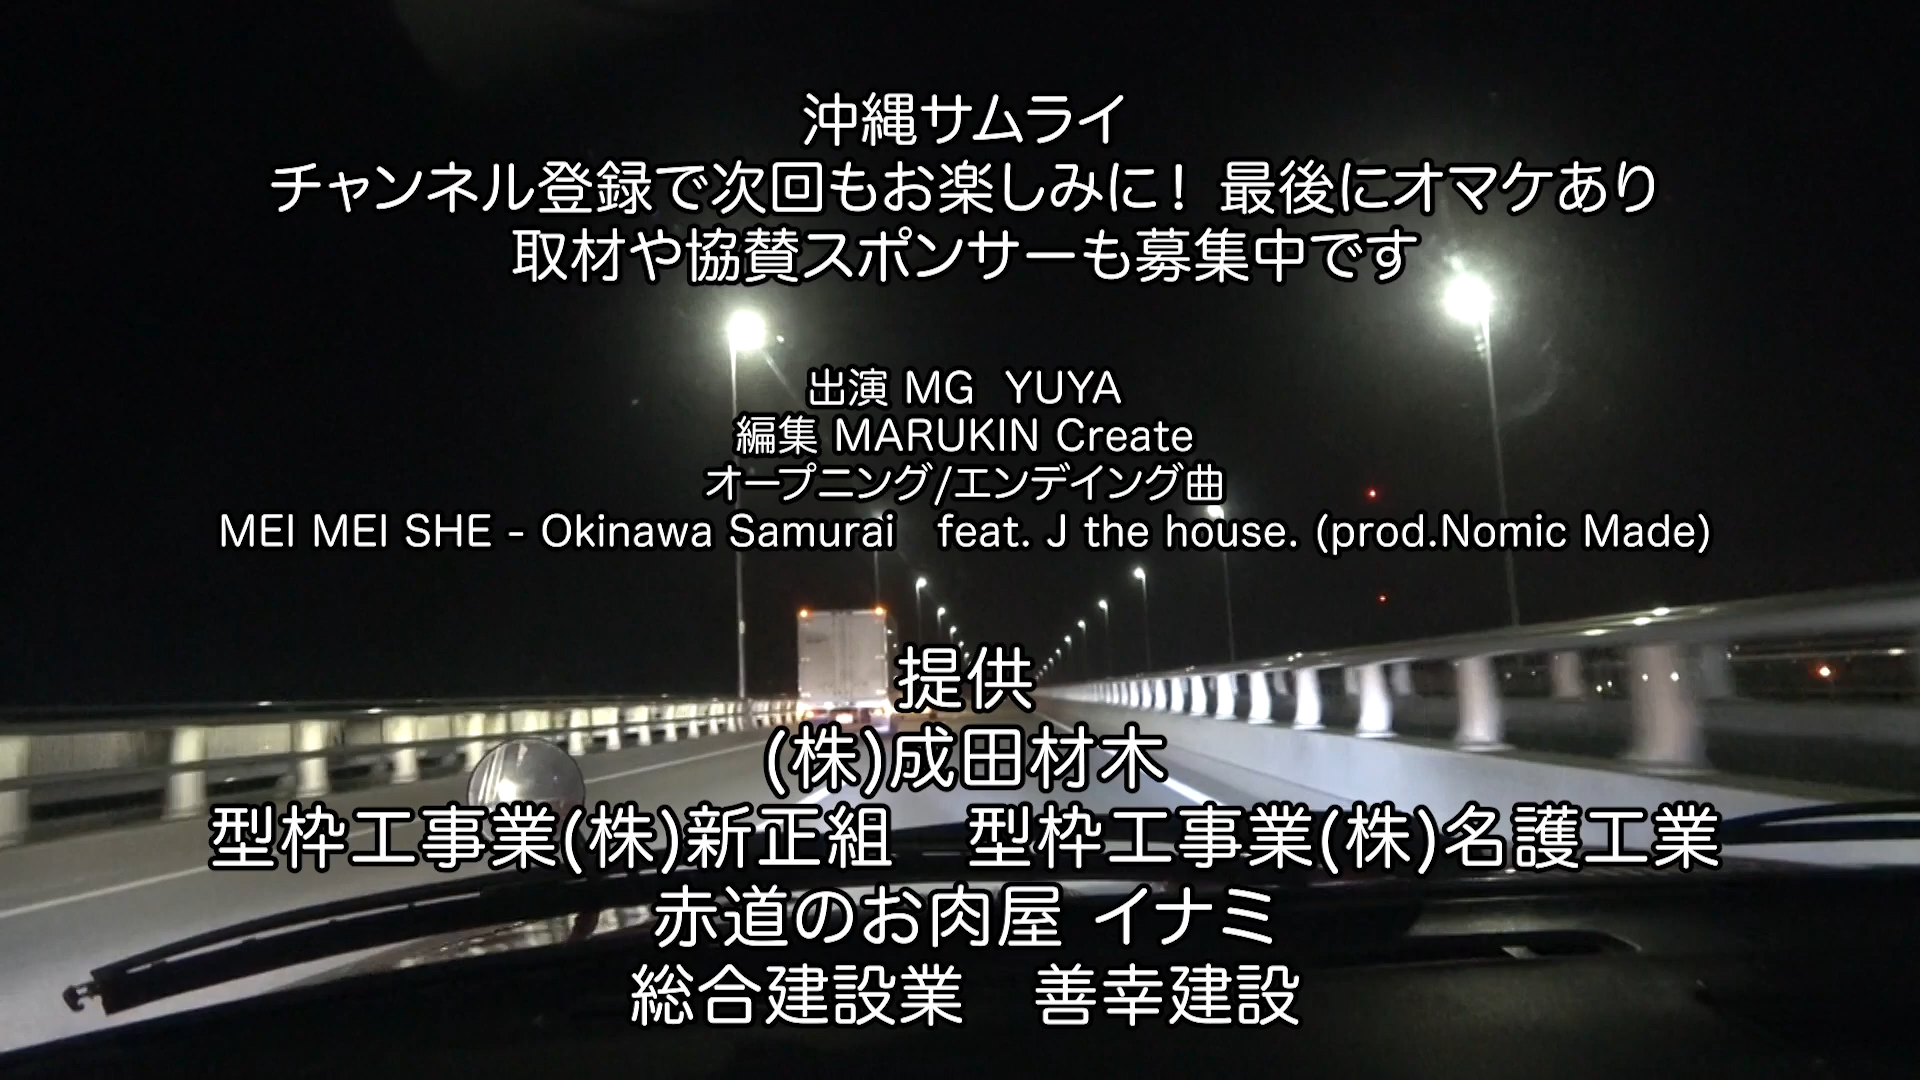 沖縄サムライ
チャンネル登録で次回もお楽しみに！最後にオマケあり
取材や協賛スポンサーも募集中です
出演 MG YUYA
編集 MARUKIN Create
オープニング/エンデイング曲
MEI MEI SHE - Okinawa Samurai　feat. J the house. (prod.Nomic Made)
提供
(株)成田材木
型枠工事業(株)新正組　型枠工事業(株)名護工業
赤道のお肉屋 イナミ
総合建設業　善幸建設